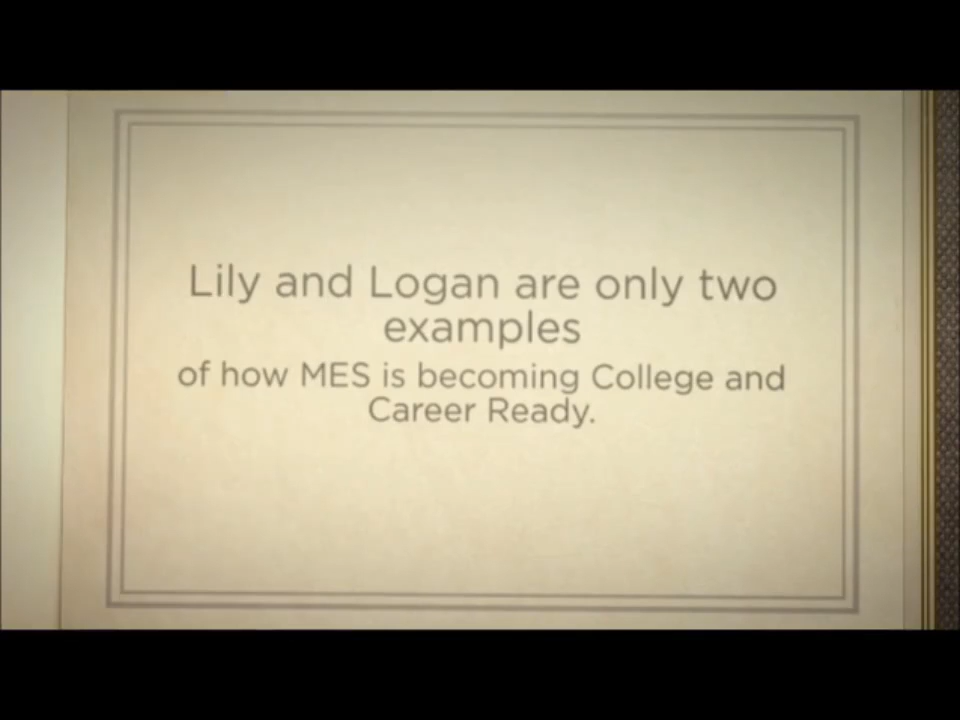 Lily and Logan are only two
examples
of how MES is becoming College and
Career Ready.